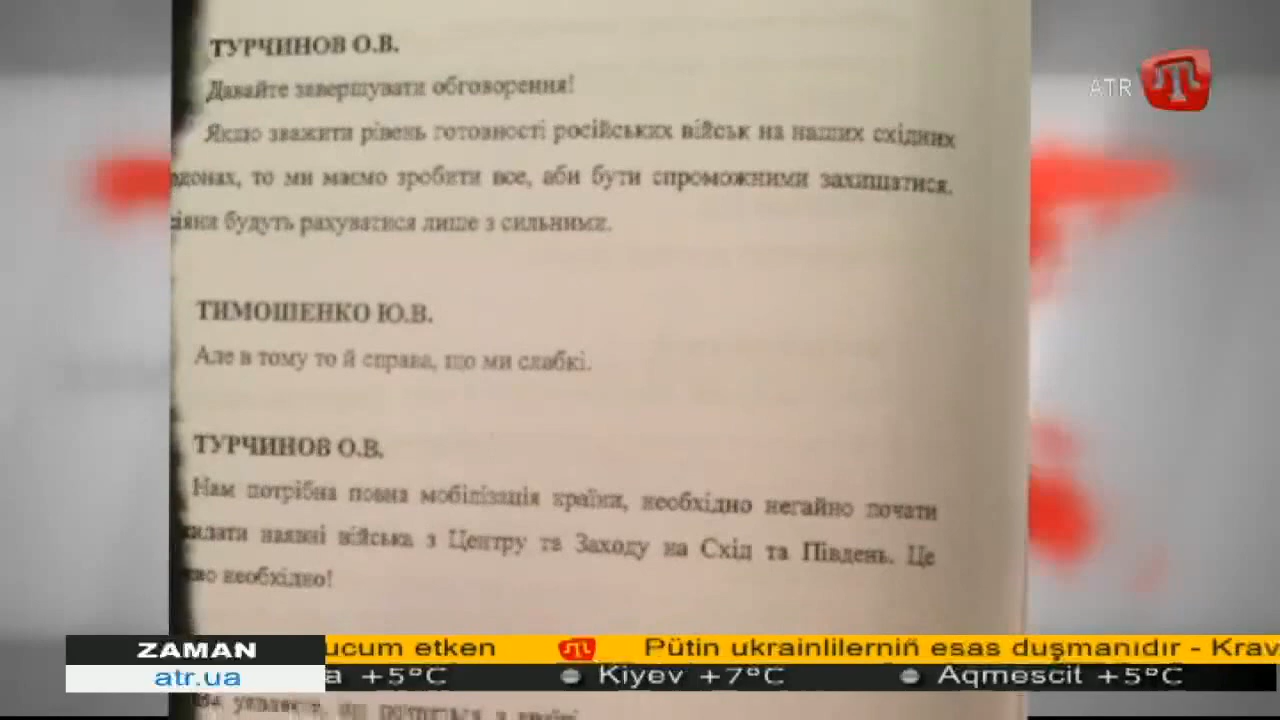 ТУРЧИНОВ О.В.
Давайте завершувати обговорення!
ATR
Якщо зважити рівень готовності російських військ на наших східних
то ми маємо зробити все, аби бути спроможними захищатися.
будуть рахуватися лише з сильними.
ТИМОШЕНКО Ю.В.
Але в тому то й справа, що ми слабкі.
ТУРЧИНОВ О.В.
Нам потрібна повна мобілізація країни, необхідно негайно почати
наявні війська з Центру та Заходу на Схід та Південь. Це
необхідно!
ZAMAN
ucum etken
Pütin ukrainlilerniñ esas duşmanıdır - Krav
atr.ua
a +5°C
Kiyev +7°C
Aqmescit +5°C